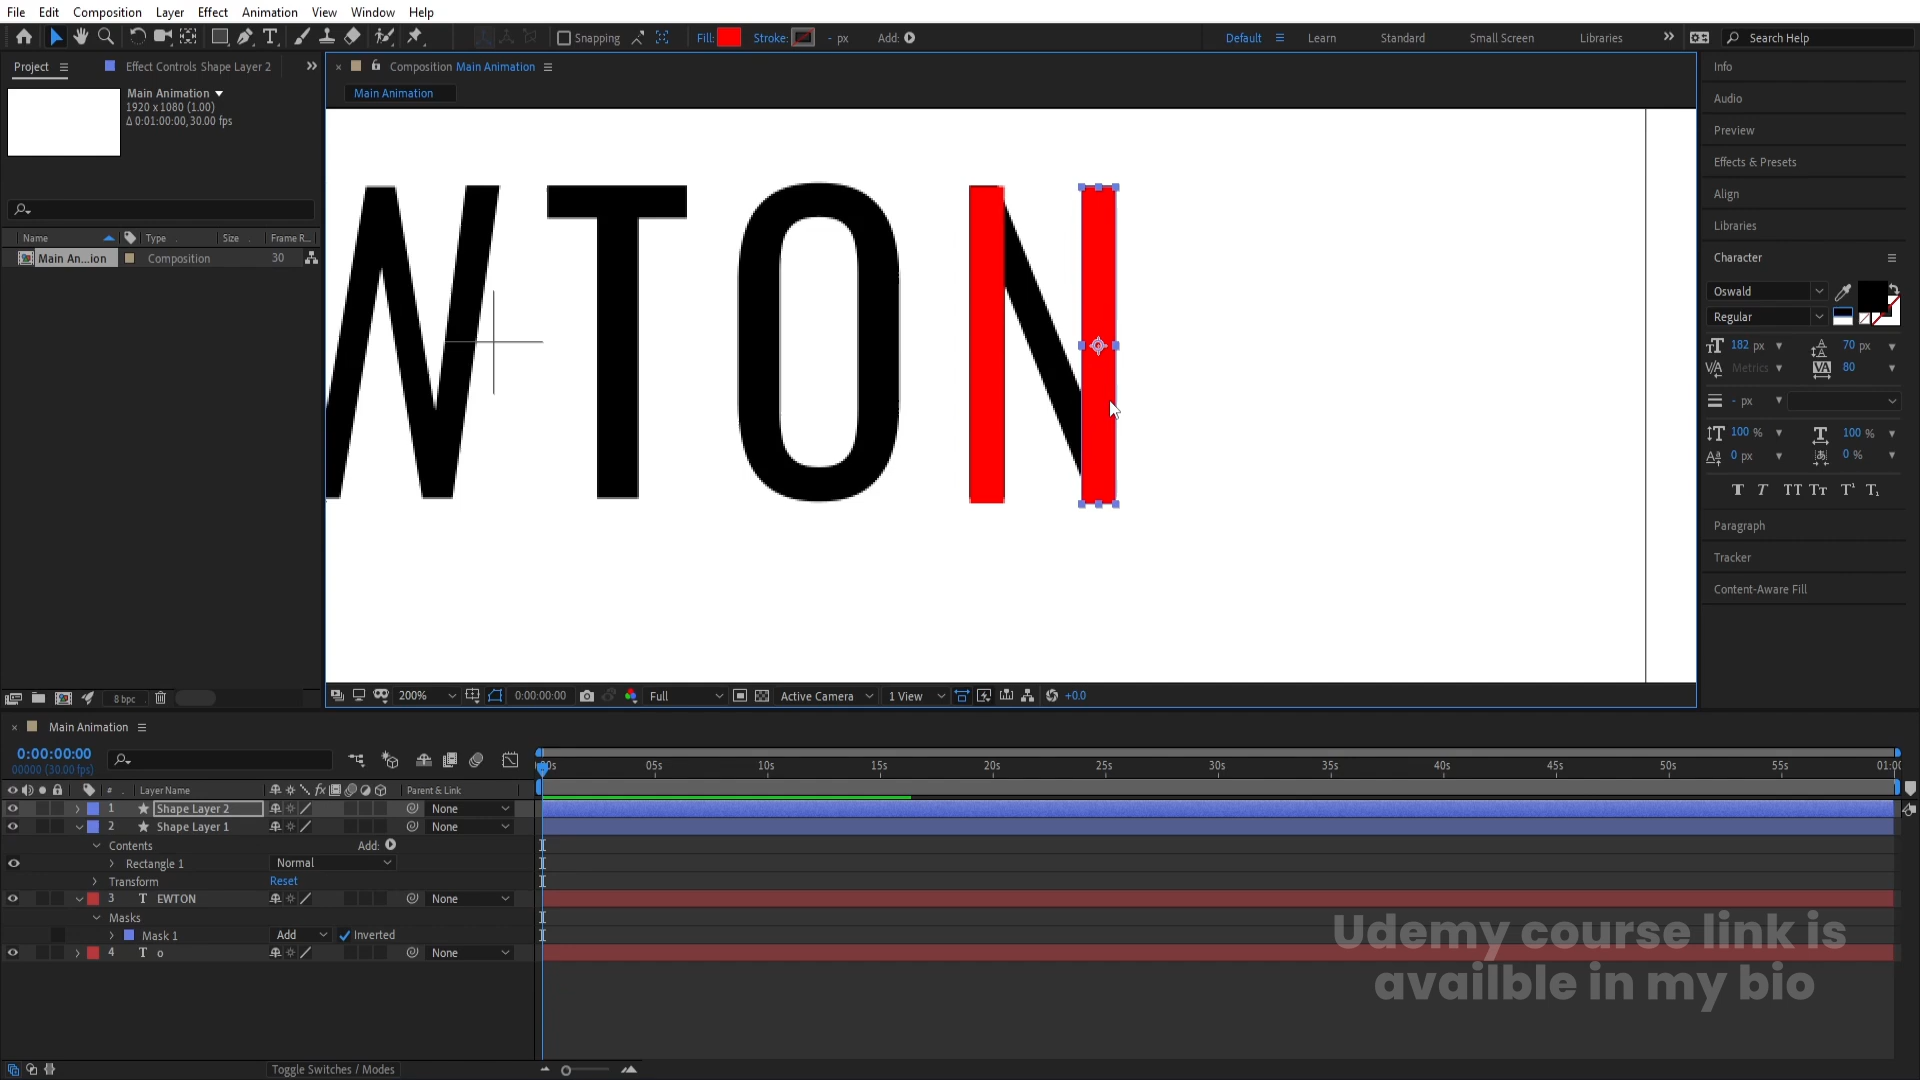 File Edit Composition Layer Effect Animation View Window Help
Snapping Fill: Stroke: - px Add: Default Learn Standard Small Screen Libraries Search Help
Project Effect Controls Shape Layer 2
Composition Main Animation
Info
Main Animation
Main Animation
1920 x 1080 (1.00)
Δ 0:01:00:00, 30.00 fps
Audio
Preview
Effects & Presets
Align
Libraries
Character
WTON
Name Type Size Frame R...
Main An...ion Composition 30
Oswald
Regular
182 px 70 px
Metrics 80
- px
100 % 100 %
0 px 0 %
T T TT Tt T¹ T₁
Paragraph
Tracker
Content-Aware Fill
8 bpc
200% 0:00:00:00 Full Active Camera 1 View +0.0
Main Animation
0:00:00:00
00000 (30.00 fps)
05s 10s 15s 20s 25s 30s 35s 40s 45s 50s 55s 01:00
# Layer Name Parent & Link
1 Shape Layer 2 None
2 Shape Layer 1 None
Contents Add:
Rectangle 1 Normal
Transform Reset
3 T EWTON None
Masks
Mask 1 Add Inverted
4 T o None
Udemy course link is
availble in my bio
Toggle Switches / Modes